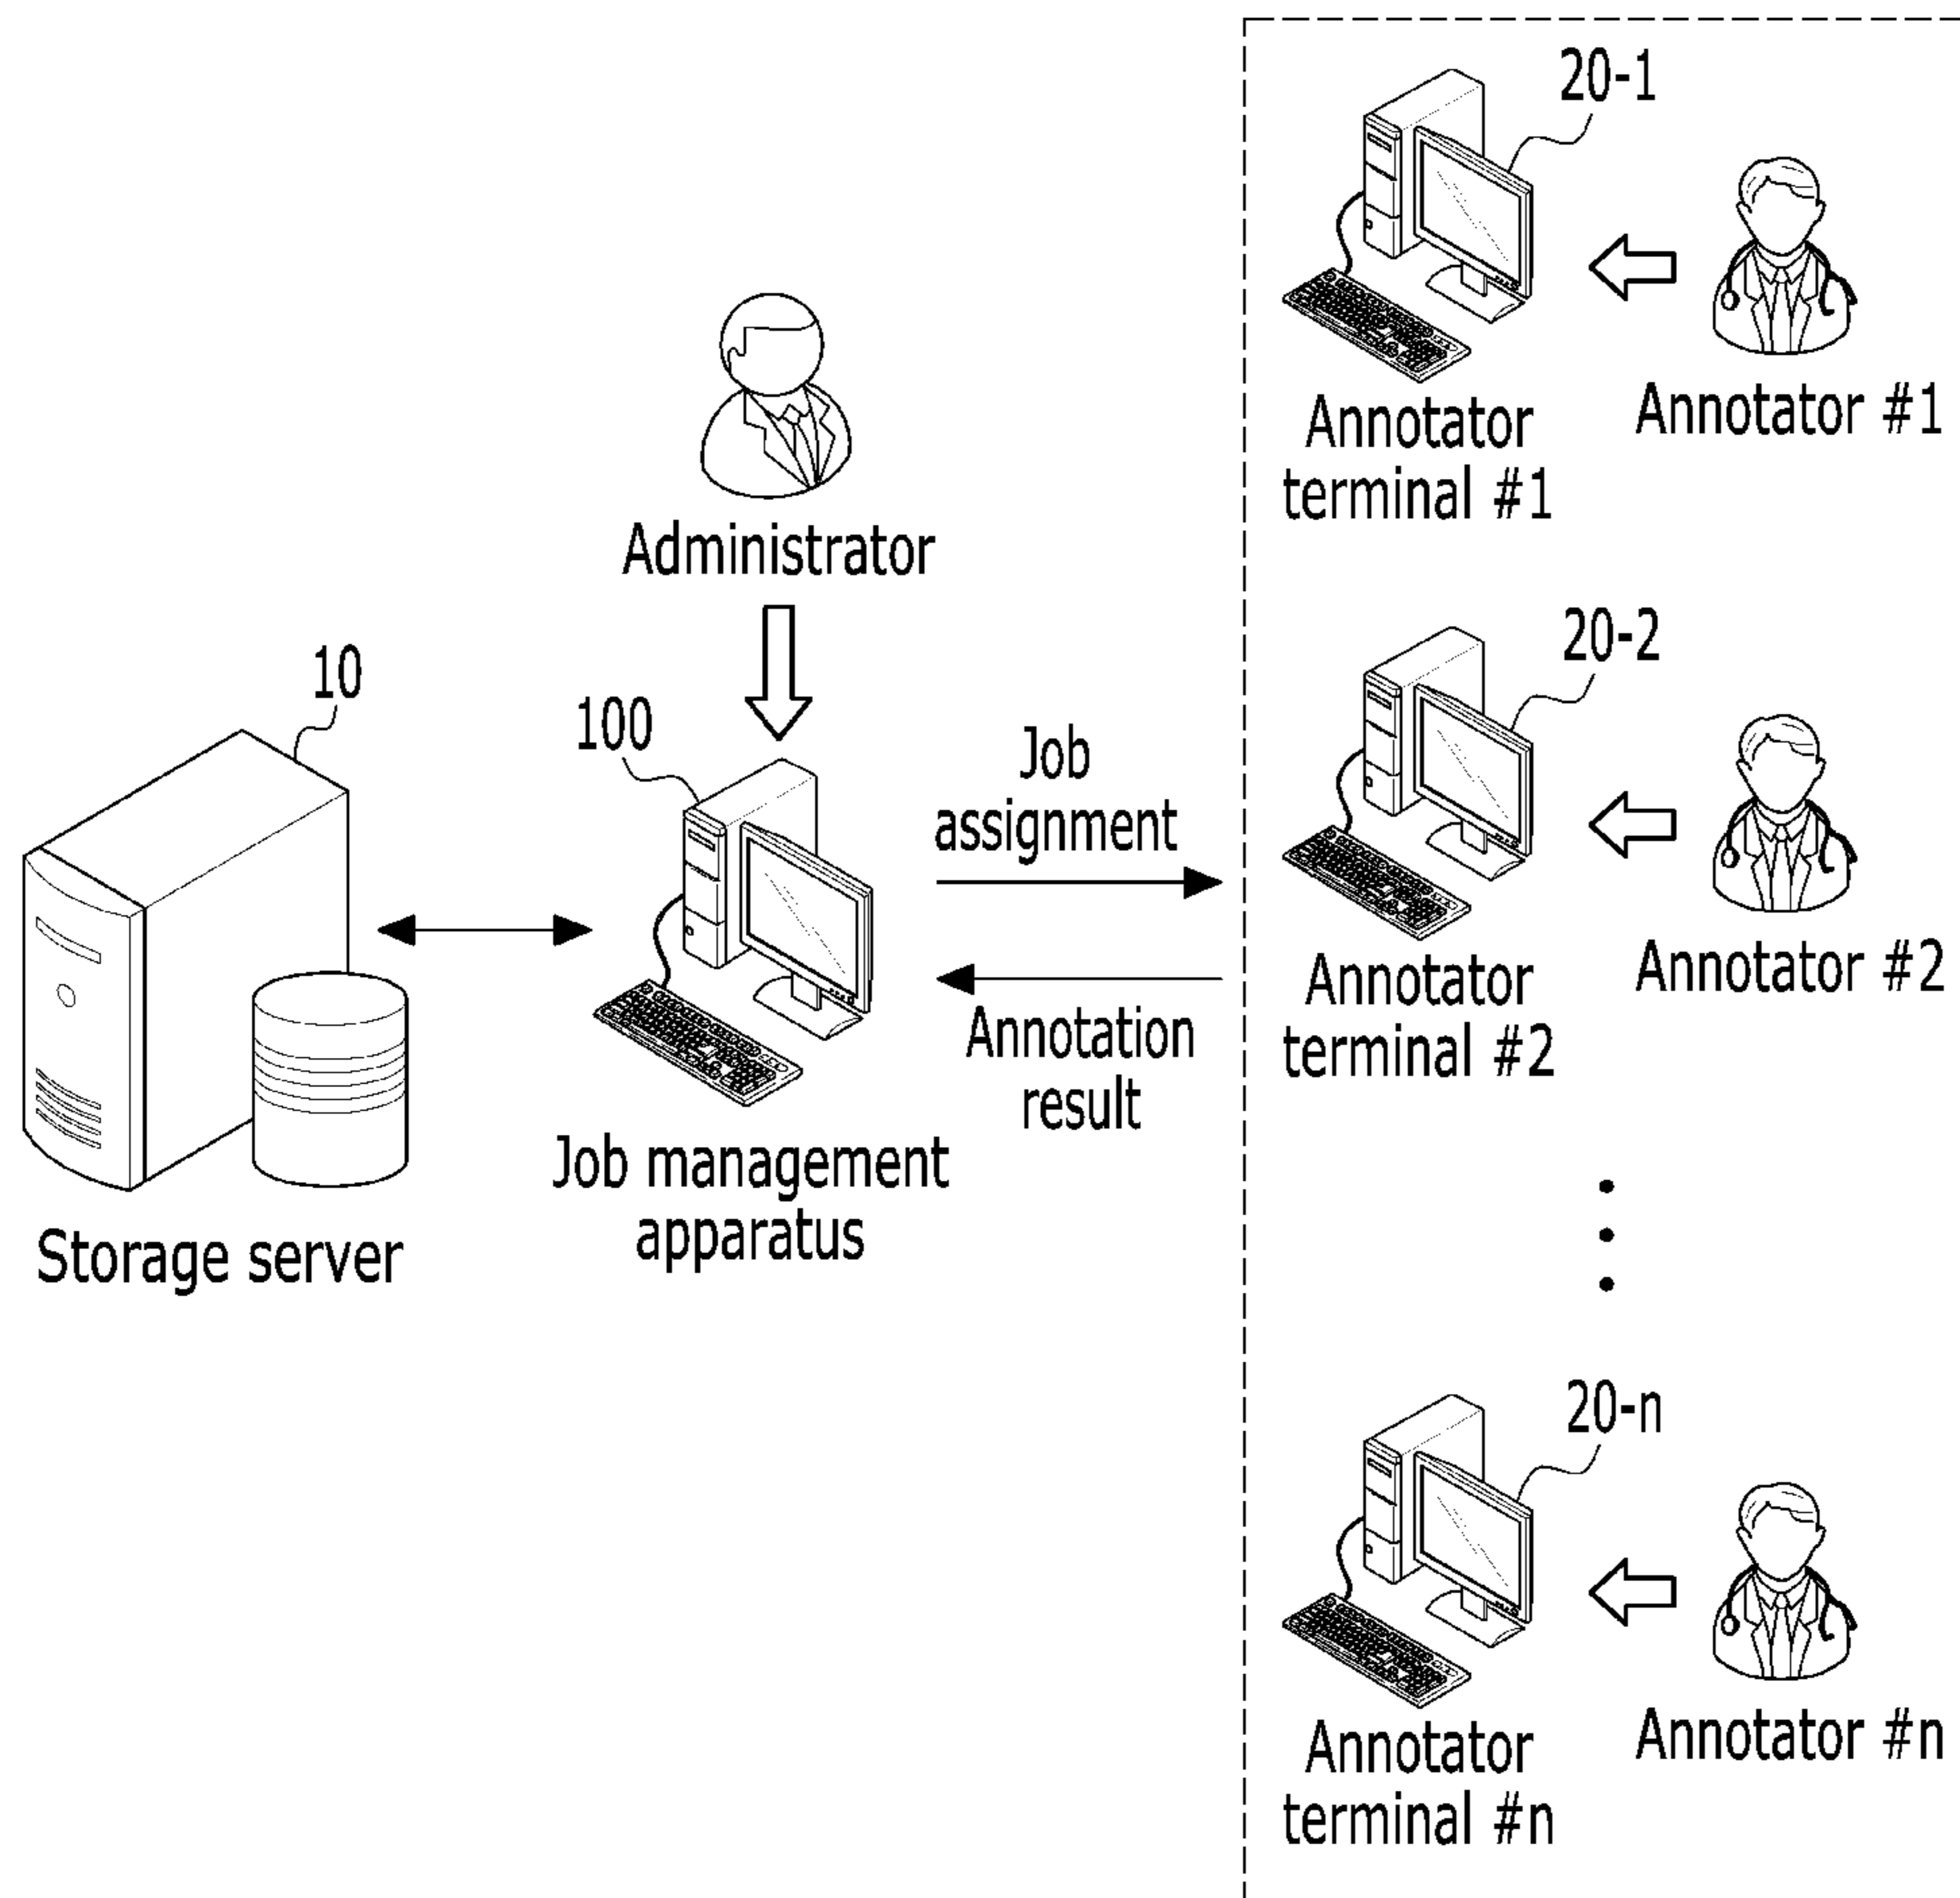 20-1
Annotator
terminal #1
Annotator #1
Administrator
10
100
Job
assignment
20-2
Annotator
terminal #2
Annotator #2
Annotation
result
Job management
apparatus
Storage server
20-n
Annotator
terminal #n
Annotator #n